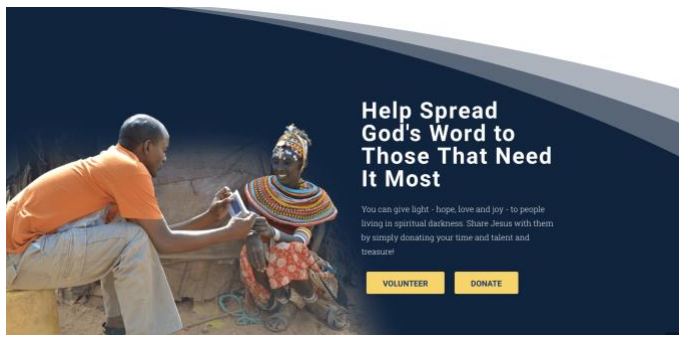 Help Spread
God's Word to
Those That Need
It Most
You can give light - hope, love and joy - to people
living in spiritual darkness. Share Jesus with them
by simply donating your time and talent and
treasure!
VOLUNTEER
DONATE